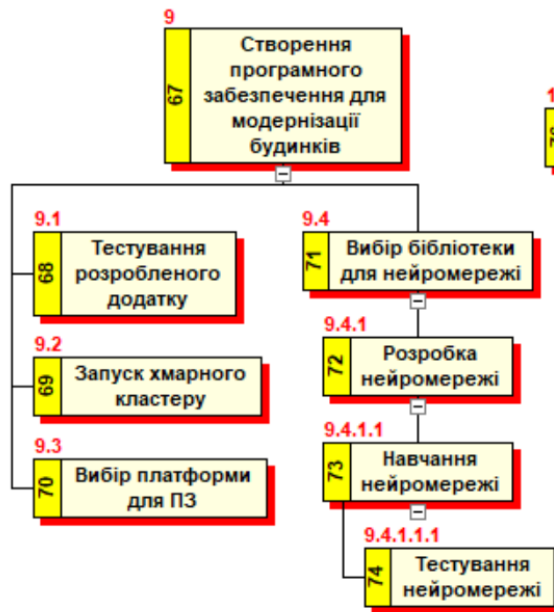 9
67
Створення
програмного
забезпечення для
модернізації
будинків
9.1
68
Тестування
розробленого
додатку
9.2
69
Запуск хмарного
кластеру
9.3
70
Вибір платформи
для ПЗ
9.4
71
Вибір бібліотеки
для нейромережі
9.4.1
72
Розробка
нейромережі
9.4.1.1
73
Навчання
нейромережі
9.4.1.1.1
74
Тестування
нейромережі